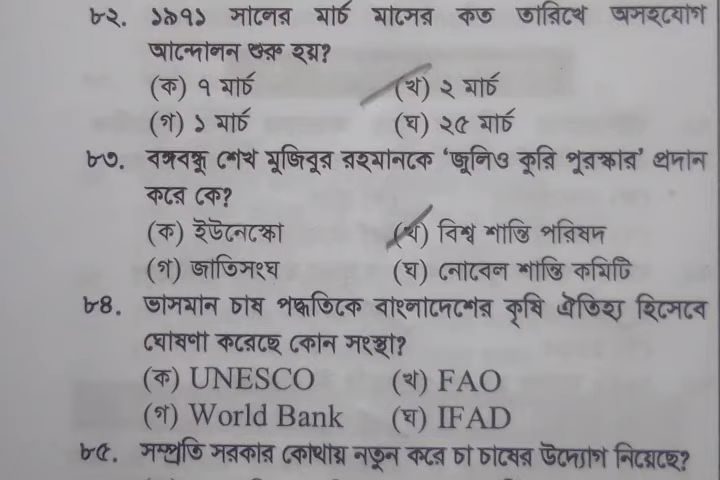 ৮২. ১৯৭১ সালের মার্চ মাসের কত তারিখে অসহযোগ
আন্দোলন শুরু হয়?
(ক) ৭ মার্চ (খ) ২ মার্চ
(গ) ১ মার্চ (ঘ) ২৫ মার্চ
৮৩. বঙ্গবন্ধু শেখ মুজিবুর রহমানকে ‘জুলিও কুরি পুরস্কার’ প্রদান
করে কে?
(ক) ইউনেস্কো (খ) বিশ্ব শান্তি পরিষদ
(গ) জাতিসংঘ (ঘ) নোবেল শান্তি কমিটি
৮৪. ভাসমান চাষ পদ্ধতিকে বাংলাদেশের কৃষি ঐতিহ্য হিসেবে
ঘোষণা করেছে কোন সংস্থা?
(ক) UNESCO (খ) FAO
(গ) World Bank (ঘ) IFAD
৮৫. সম্প্রতি সরকার কোথায় নতুন করে চা চাষের উদ্যোগ নিয়েছে?